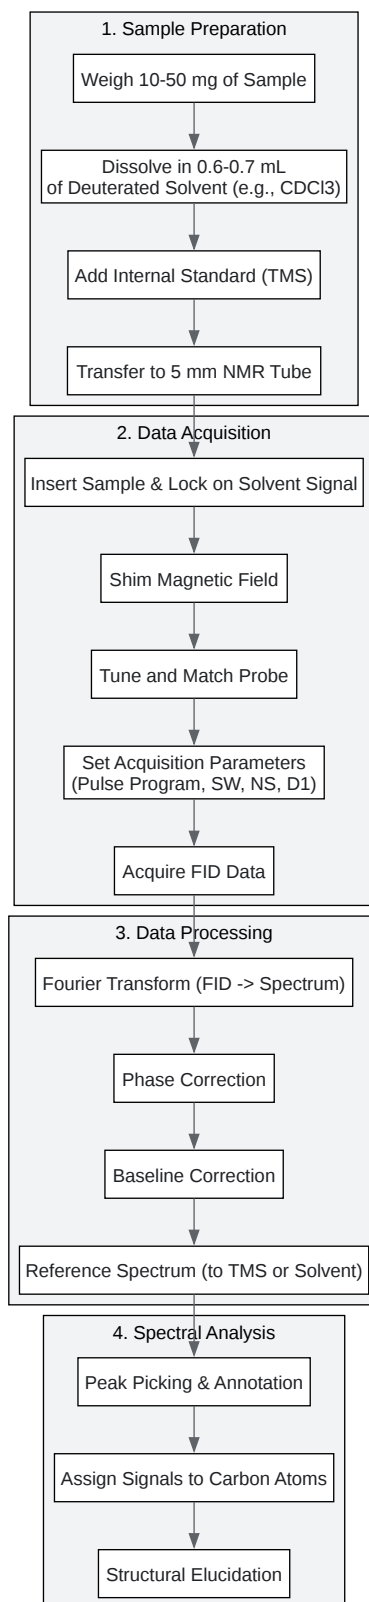 1. Sample Preparation
Weigh 10-50 mg of Sample
Dissolve in 0.6-0.7 mL
of Deuterated Solvent (e.g., CDCl3)
Add Internal Standard (TMS)
Transfer to 5 mm NMR Tube
2. Data Acquisition
Insert Sample & Lock on Solvent Signal
Shim Magnetic Field
Tune and Match Probe
Set Acquisition Parameters
(Pulse Program, SW, NS, D1)
Acquire FID Data
3. Data Processing
Fourier Transform (FID -> Spectrum)
Phase Correction
Baseline Correction
Reference Spectrum (to TMS or Solvent)
4. Spectral Analysis
Peak Picking & Annotation
Assign Signals to Carbon Atoms
Structural Elucidation